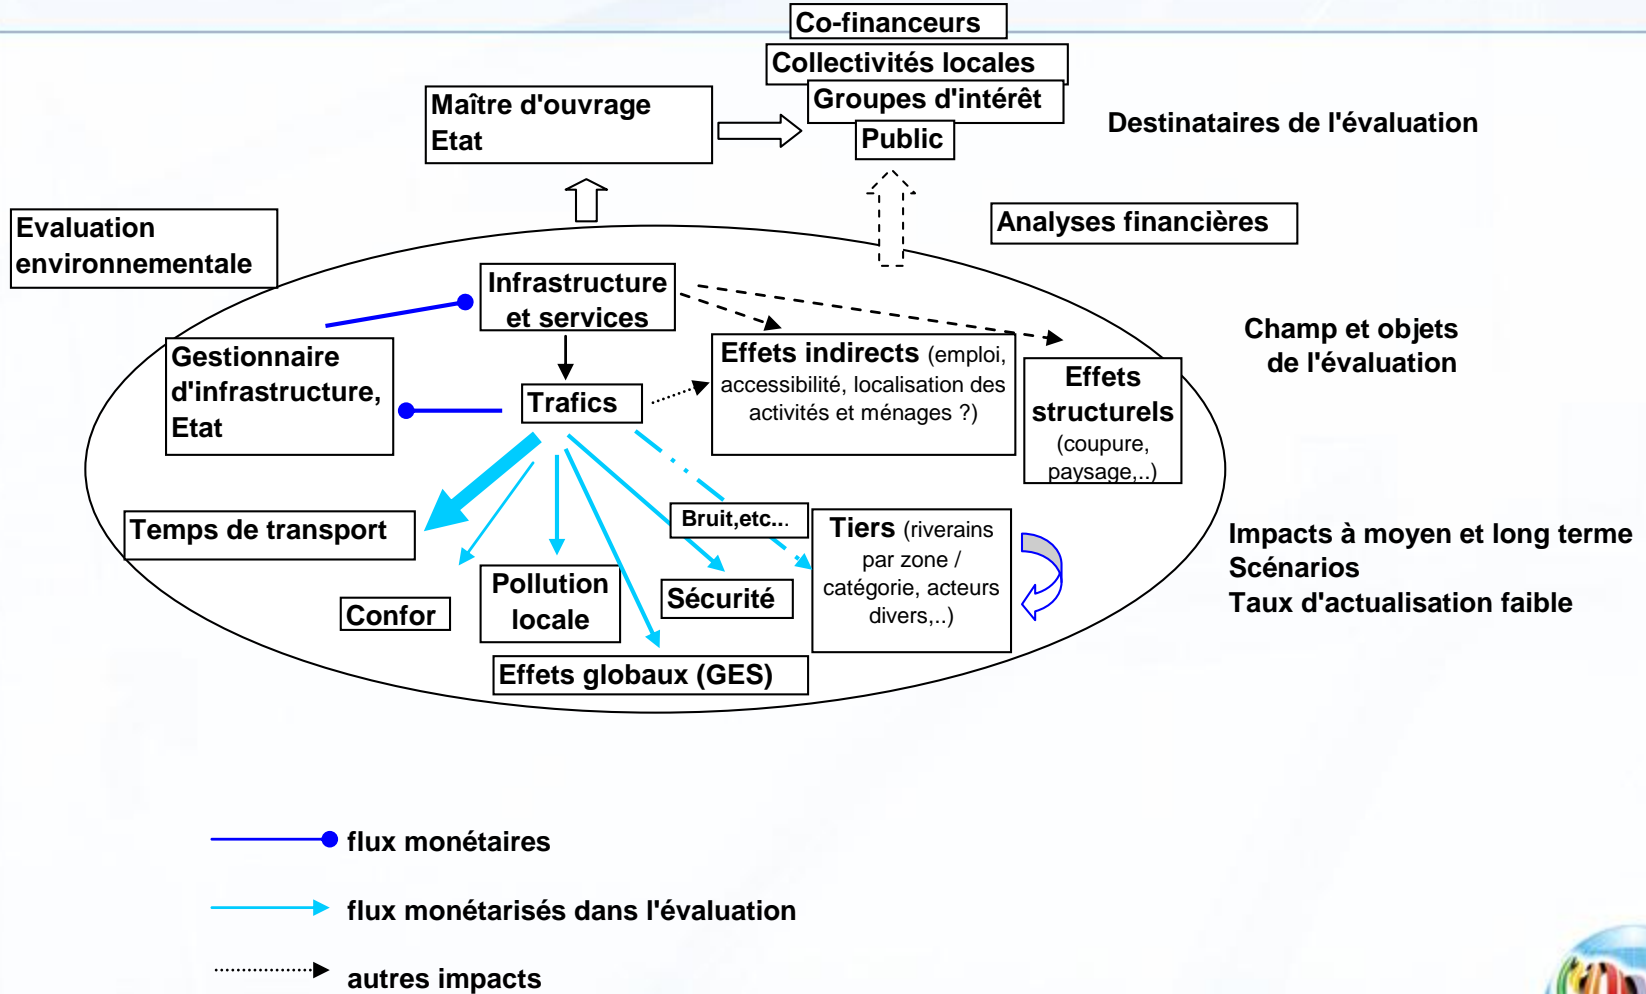 Co-financeurs
Collectivités locales
Groupes d'intérêt
Public
Maître d'ouvrage
Etat
Destinataires de l'évaluation
Evaluation
environnementale
Analyses financières
Infrastructure
et services
Champ et objets
de l'évaluation
Gestionnaire
d'infrastructure,
Etat
Effets indirects (emploi,
accessibilité, localisation des
activités et ménages ?)
Effets
structurels
(coupure,
paysage,..)
Trafics
Temps de transport
Bruit,etc...
Tiers (riverains
par zone /
catégorie, acteurs
divers,..)
Impacts à moyen et long terme
Scénarios
Taux d'actualisation faible
Confor
Pollution
locale
Sécurité
Effets globaux (GES)
flux monétaires
flux monétarisés dans l'évaluation
autres impacts